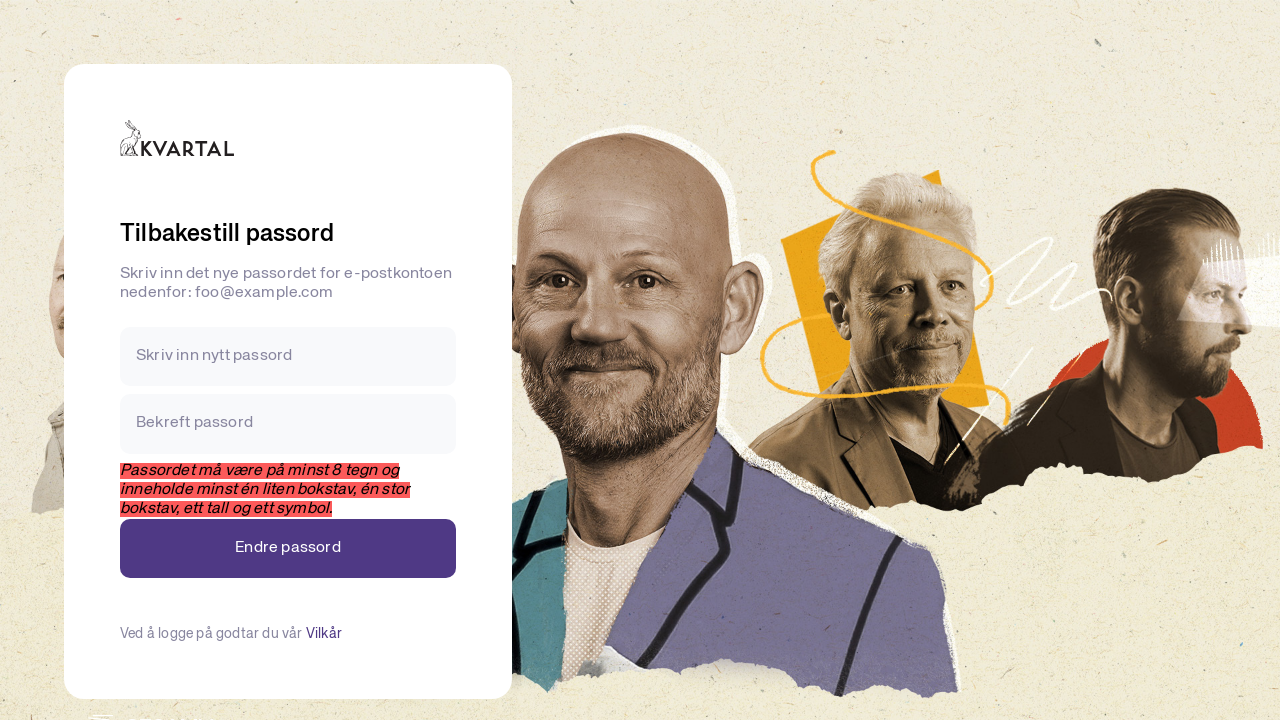 KVARTAL
Tilbakestill passord
Skriv inn det nye passordet for e-postkontoen
nedenfor: foo@example.com
Skriv inn nytt passord
Bekreft passord
Passordet må være på minst 8 tegn og
inneholde minst én liten bokstav, én stor
bokstav, ett tall og ett symbol.
Endre passord
Ved å logge på godtar du vår Vilkår